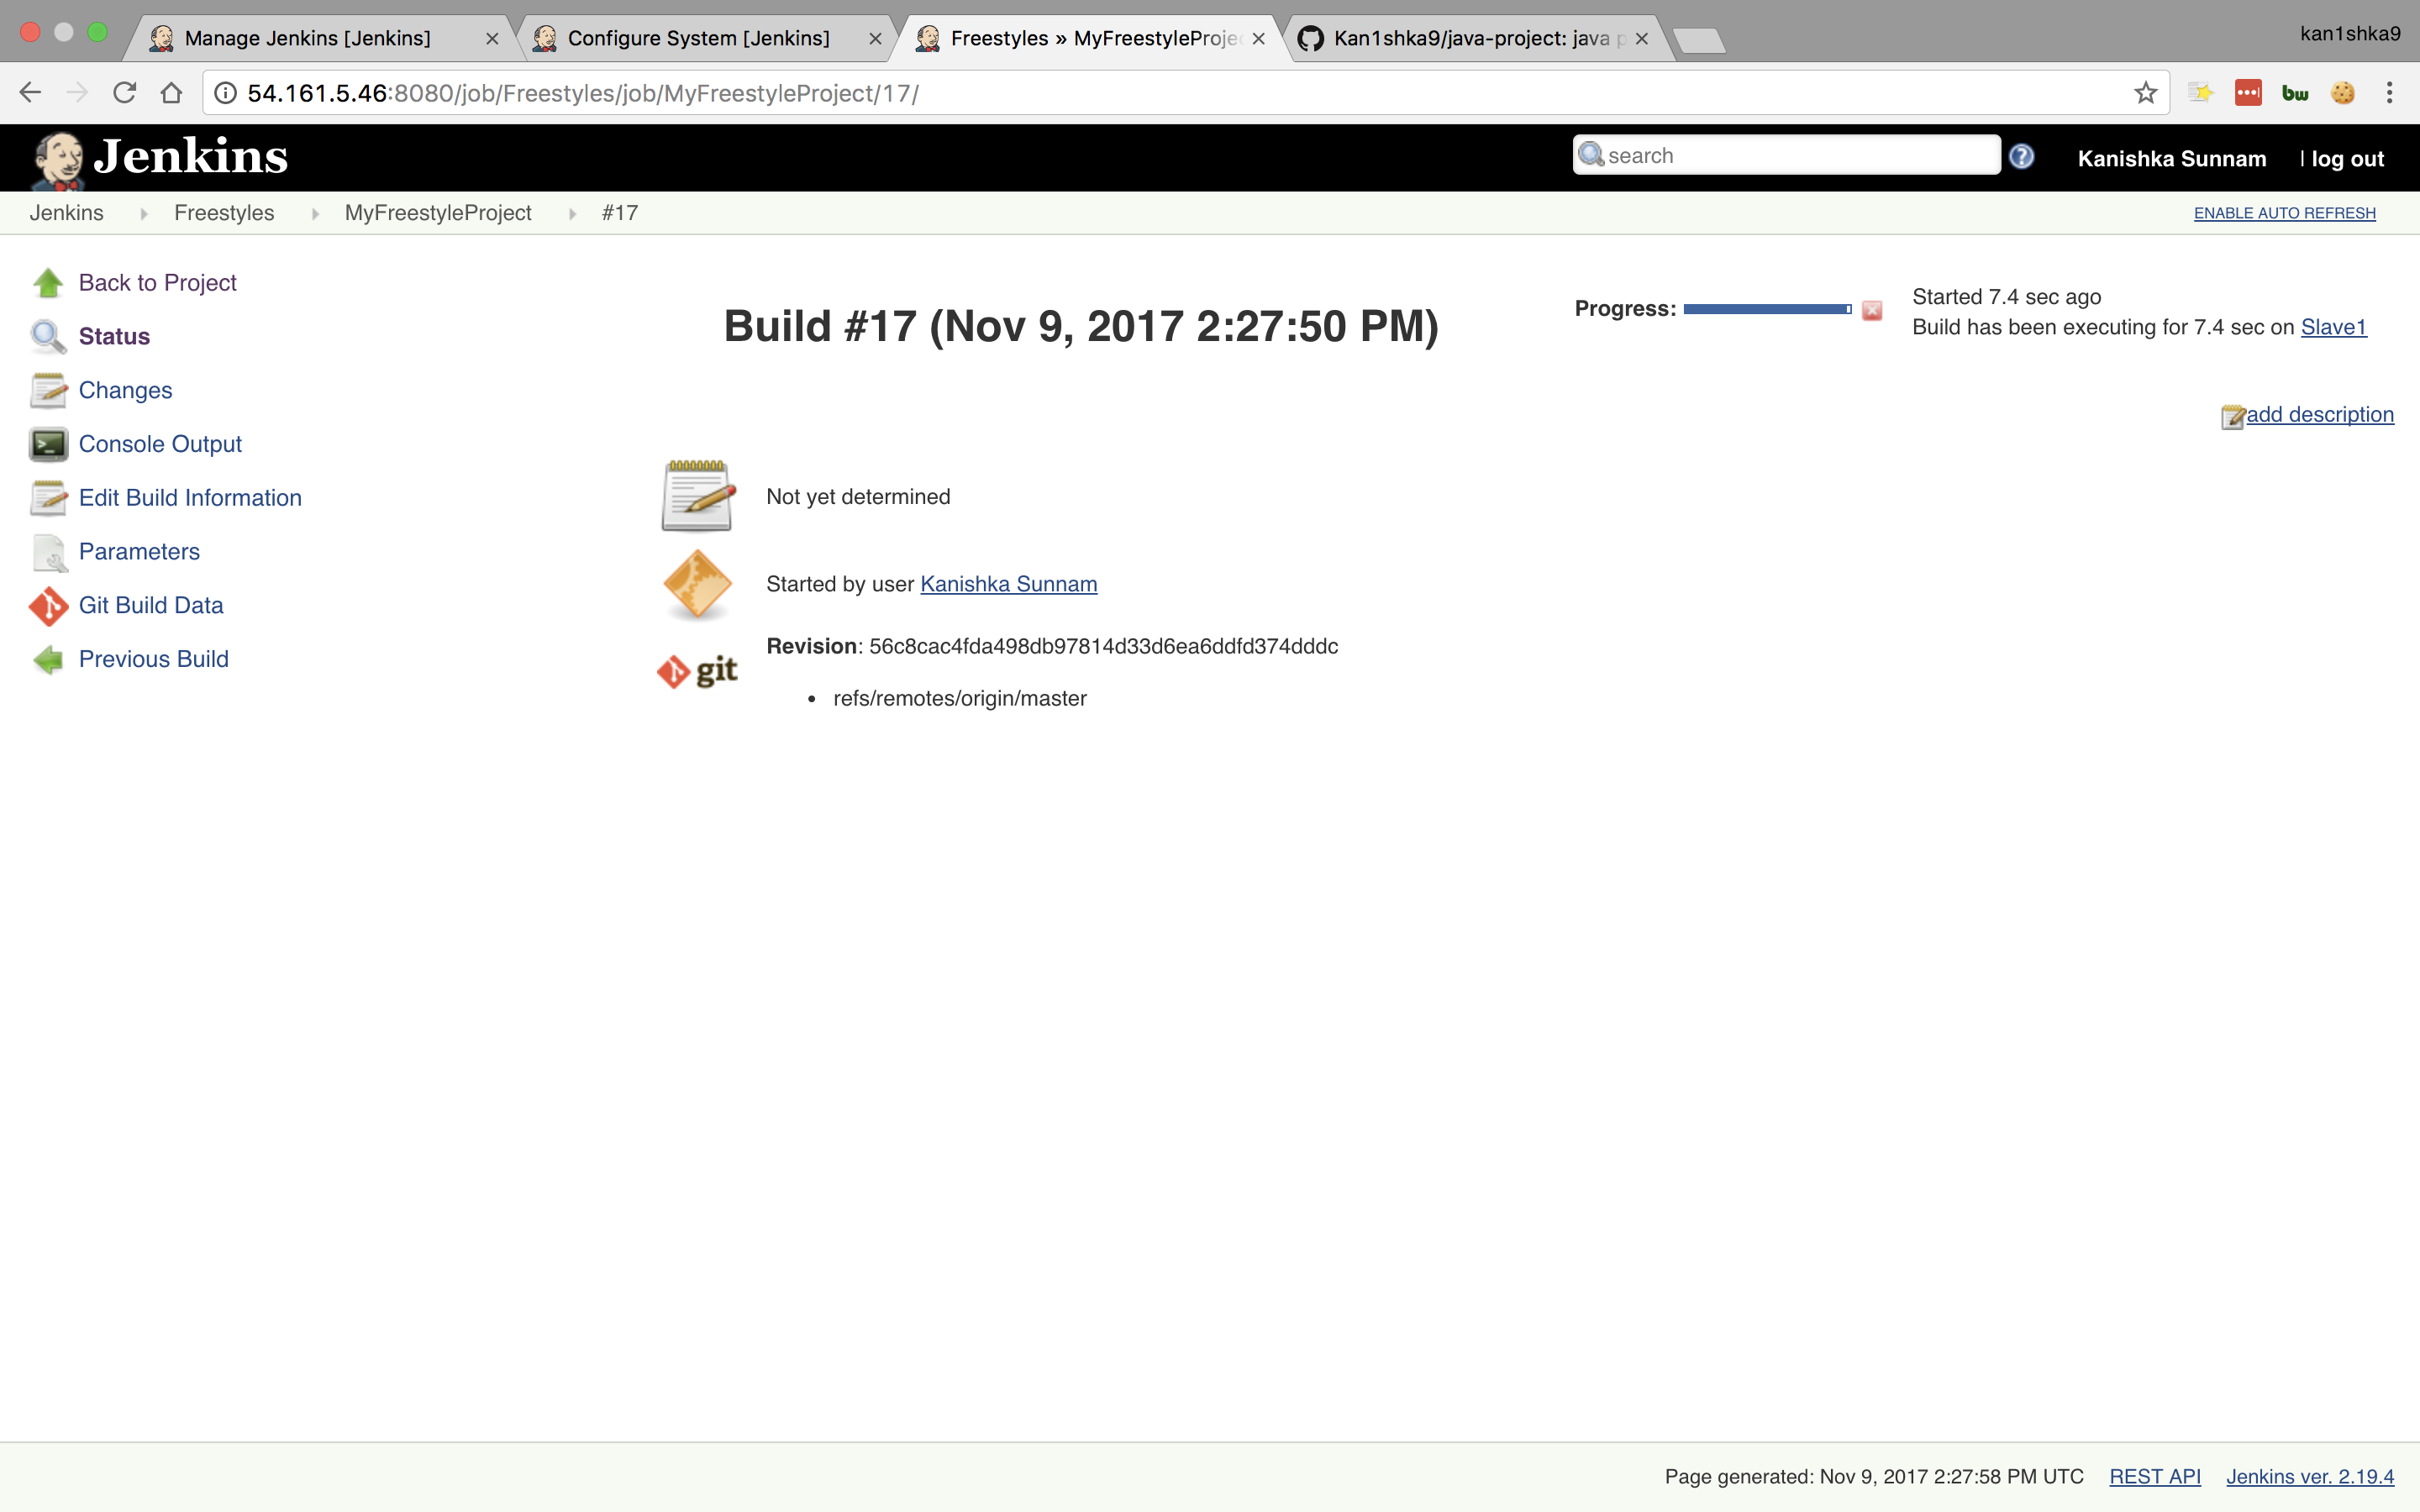 Manage Jenkins [Jenkins]
Configure System [Jenkins]
Freestyles » MyFreestyleProjec
Kan1shka9/java-project: java p
kan1shka9
54.161.5.46:8080/job/Freestyles/job/MyFreestyleProject/17/
bw
Jenkins
search
?
Kanishka Sunnam
| log out
Jenkins
Freestyles
MyFreestyleProject
#17
ENABLE AUTO REFRESH
Back to Project
Status
Changes
Console Output
Edit Build Information
Parameters
Git Build Data
Previous Build
Build #17 (Nov 9, 2017 2:27:50 PM)
Progress:
Started 7.4 sec ago
Build has been executing for 7.4 sec on Slave1
add description
Not yet determined
Started by user Kanishka Sunnam
git
Revision: 56c8cac4fda498db97814d33d6ea6ddfd374dddc
• refs/remotes/origin/master
Page generated: Nov 9, 2017 2:27:58 PM UTC
REST API
Jenkins ver. 2.19.4